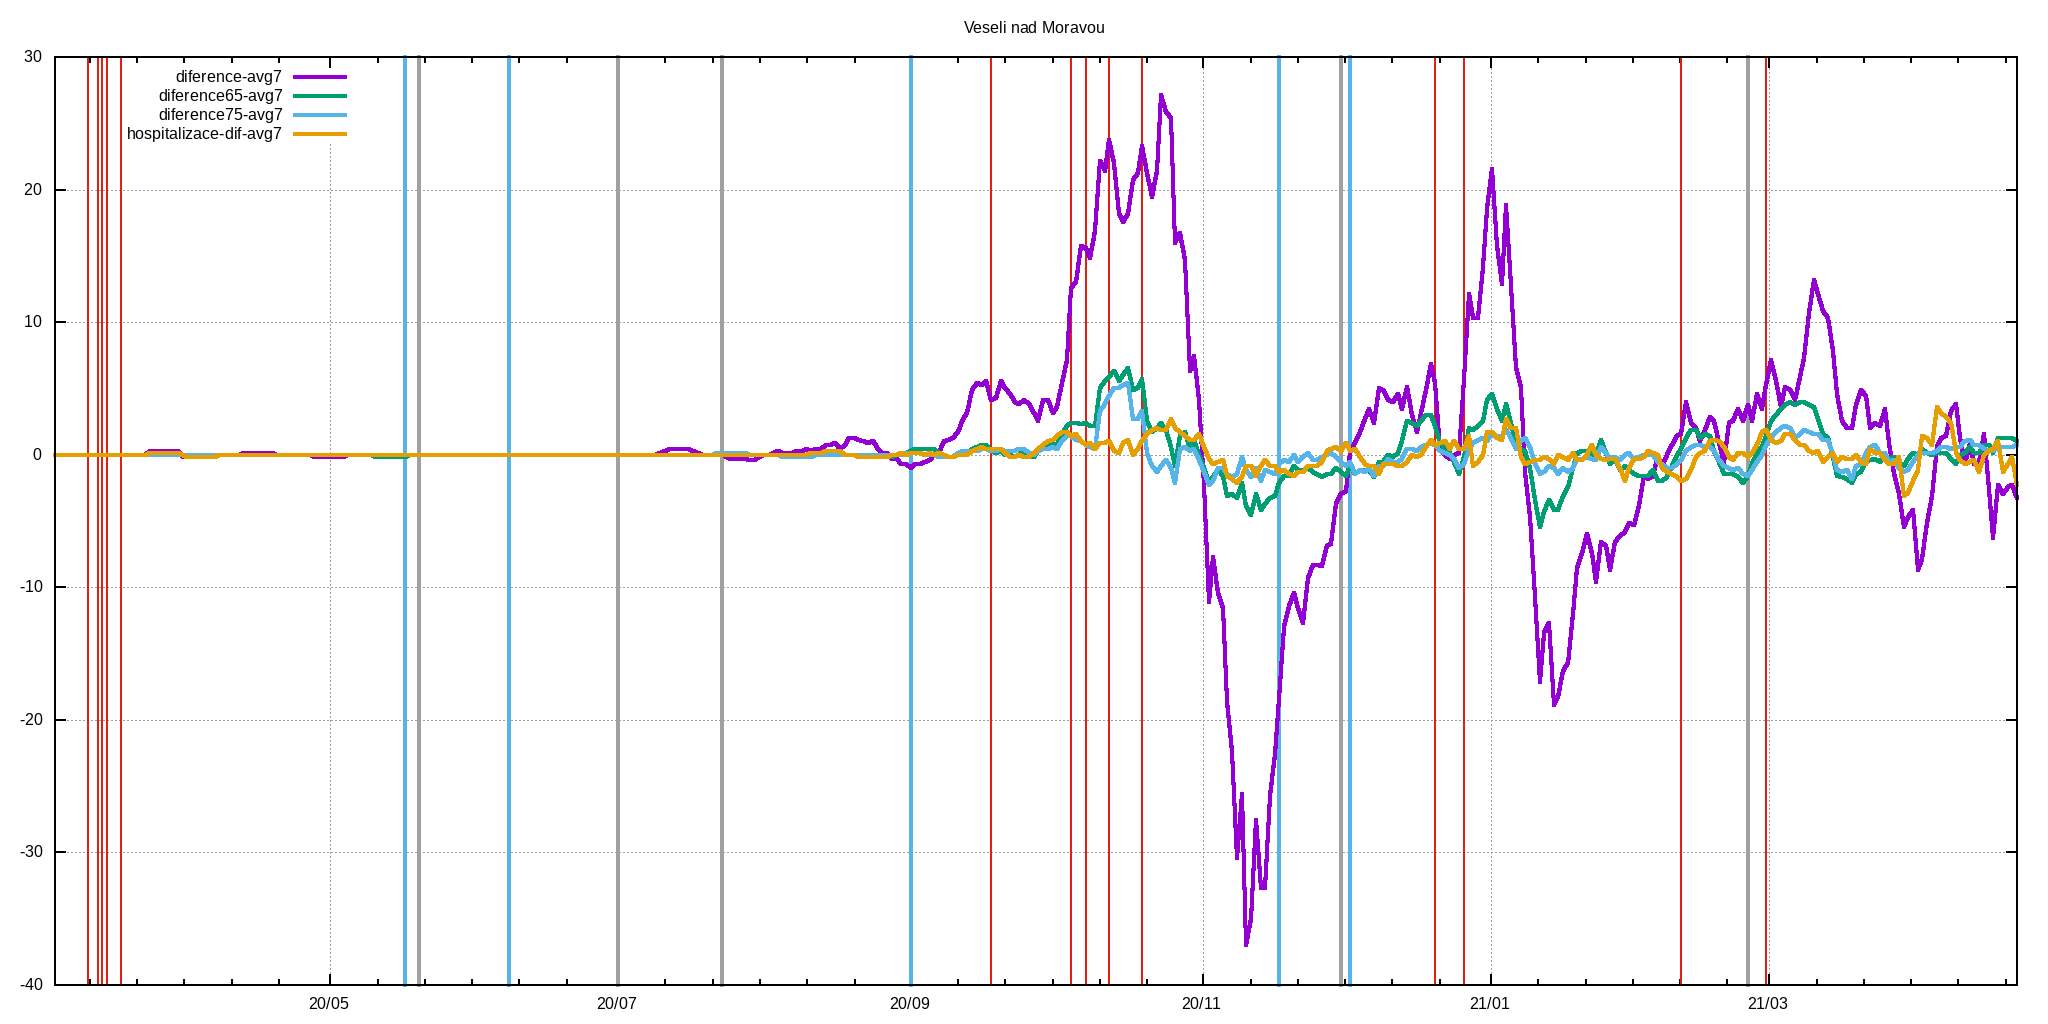 Veseli nad Moravou
30
diference-avg7
diference65-avg7
diference75-avg7
hospitalizace-dif-avg7
20
10
0
-10
-20
-30
-40
20/05
20/07
20/09
20/11
21/01
21/03